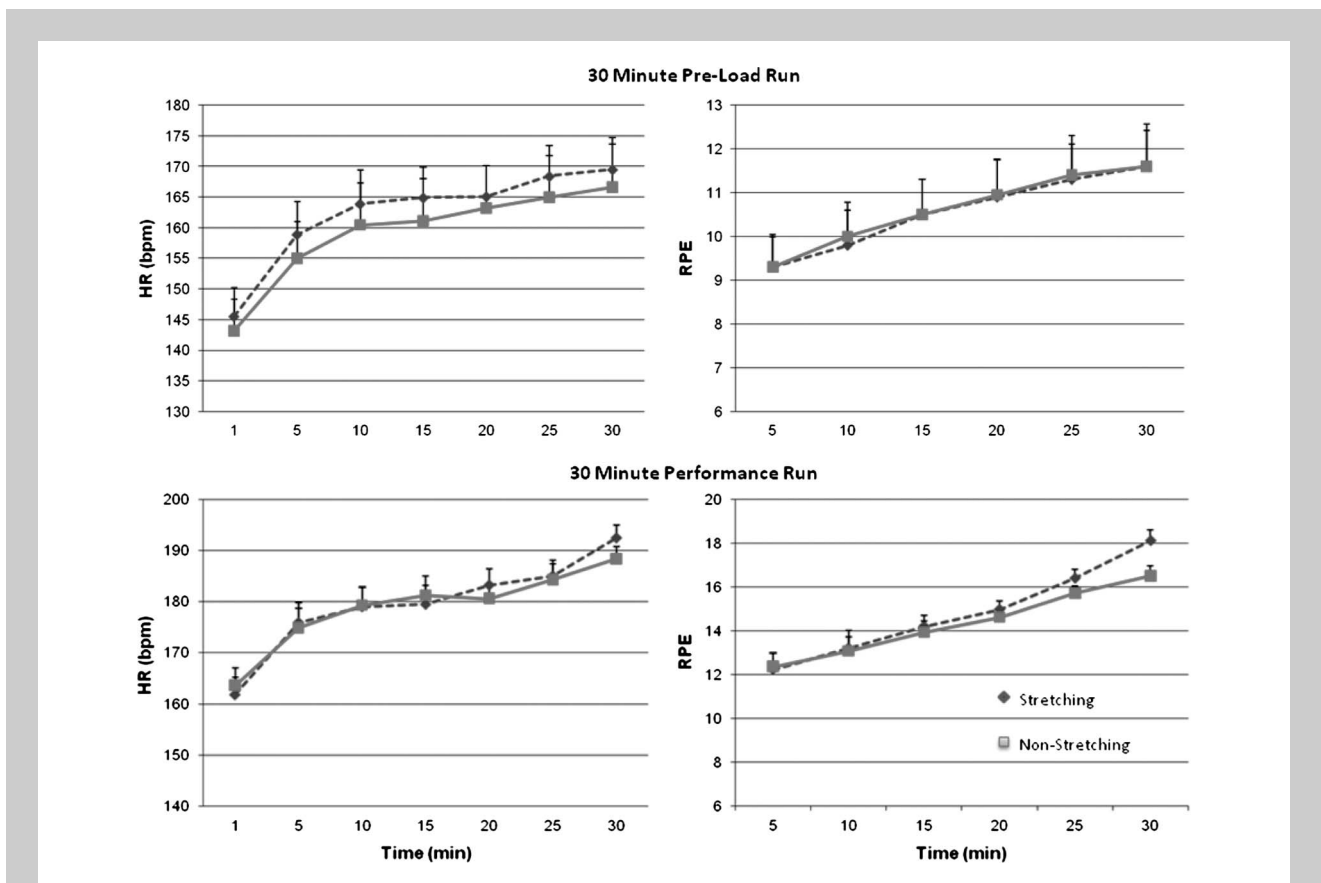 30 Minute Pre-Load Run
HR (bpm)
180
175
170
165
160
155
150
145
140
135
130
1 5 10 15 20 25 30
RPE
13
12
11
10
9
8
7
6
5 10 15 20 25 30
30 Minute Performance Run
HR (bpm)
200
190
180
170
160
150
140
1 5 10 15 20 25 30
Time (min)
RPE
20
18
16
14
12
10
8
6
Stretching
Non-Stretching
5 10 15 20 25 30
Time (min)